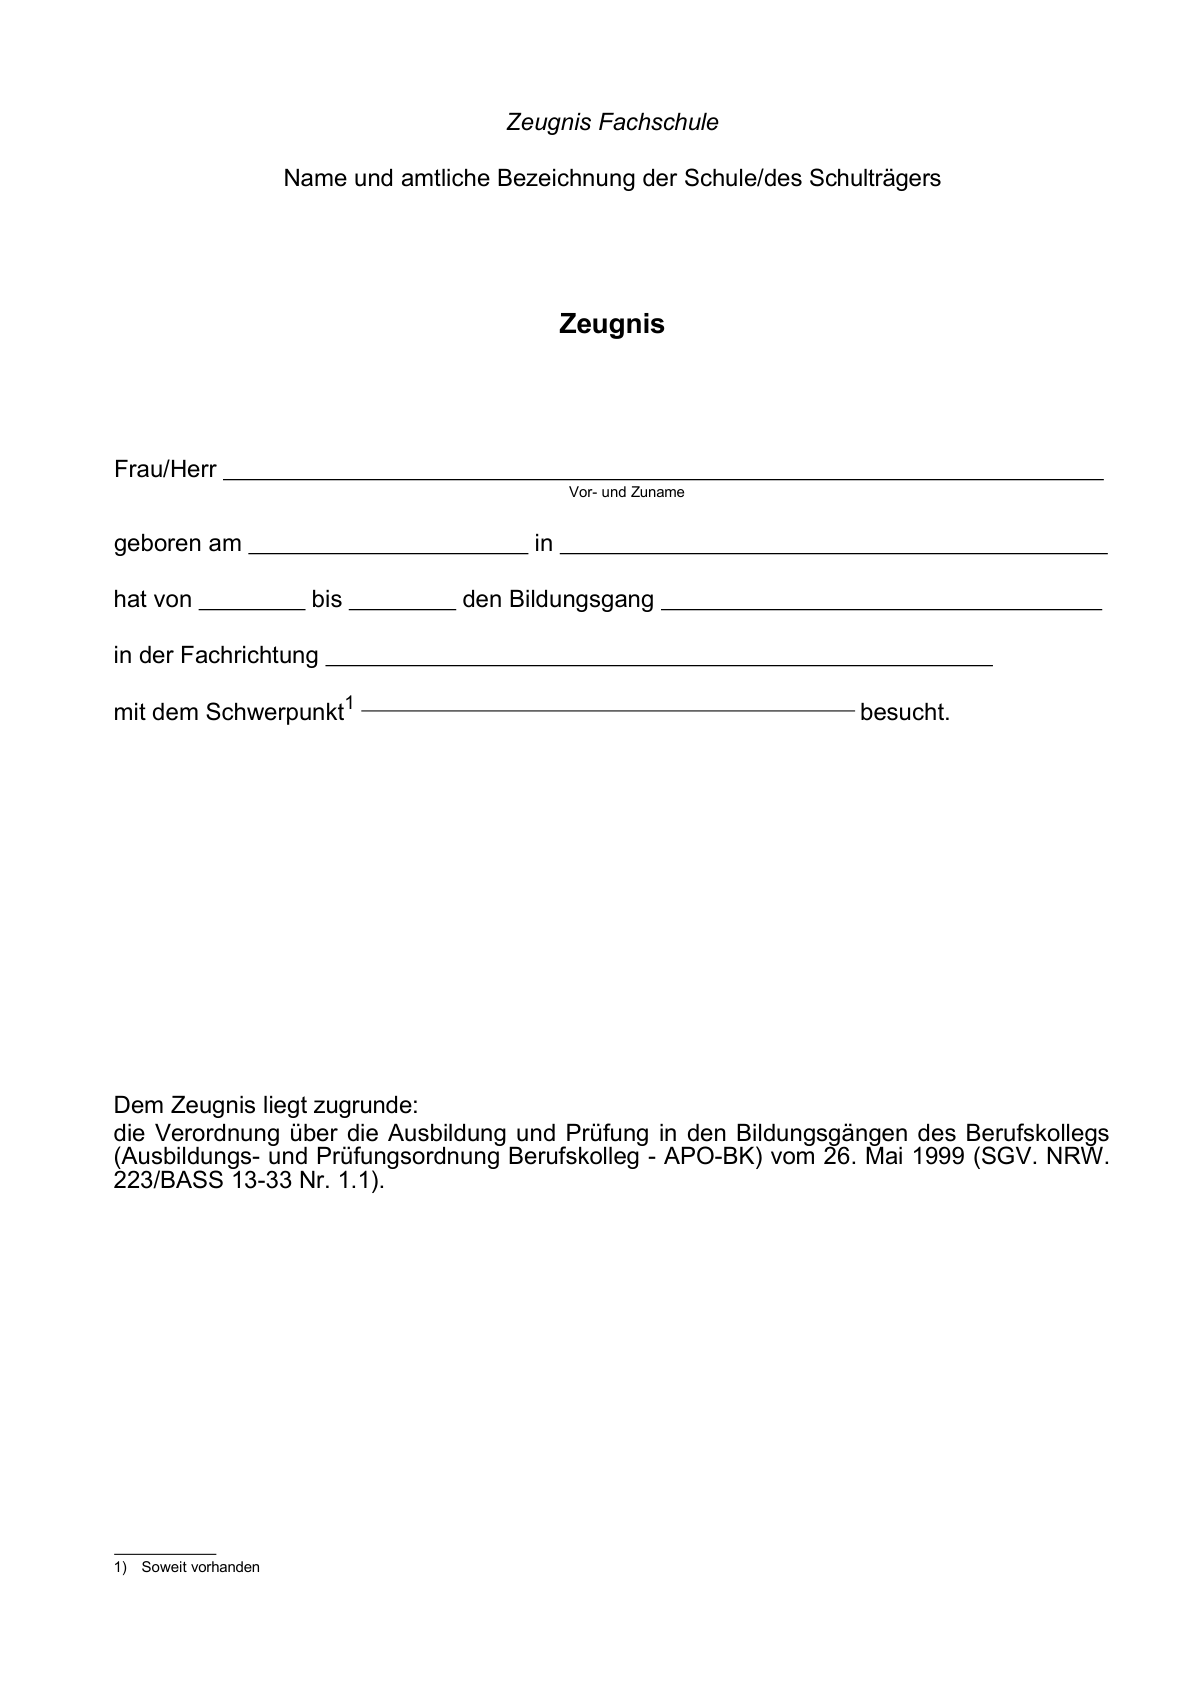 Zeugnis Fachschule
Name und amtliche Bezeichnung der Schule/des Schulträgers
Zeugnis
Frau/Herr
Vor- und Zuname
geboren am in
hat von bis den Bildungsgang
in der Fachrichtung
mit dem Schwerpunkt1 besucht.
Dem Zeugnis liegt zugrunde:
die Verordnung über die Ausbildung und Prüfung in den Bildungsgängen des Berufskollegs
(Ausbildungs- und Prüfungsordnung Berufskolleg - APO-BK) vom 26. Mai 1999 (SGV. NRW.
223/BASS 13-33 Nr. 1.1).
1) Soweit vorhanden